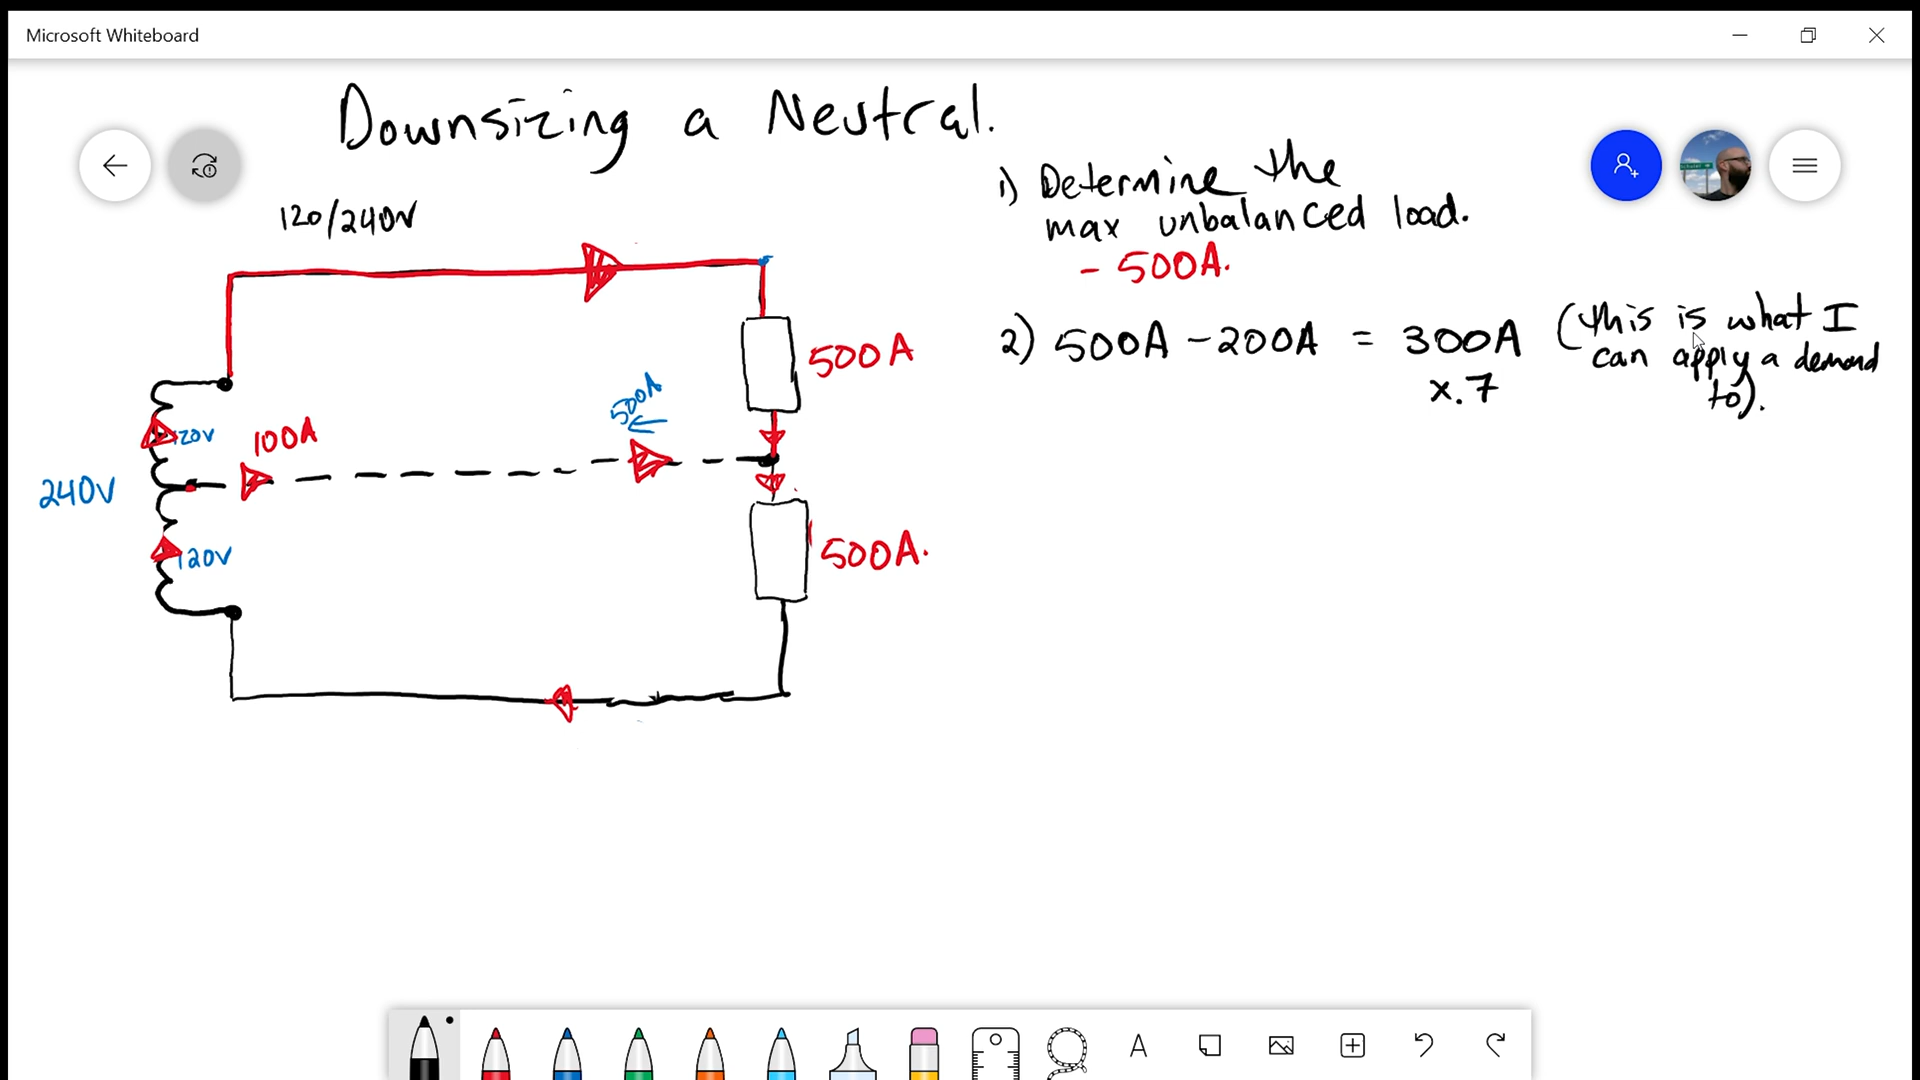 Microsoft Whiteboard
Downsizing a Neutral.
120/240V
1) Determine the
max unbalanced load.
- 500A.
2) 500A - 200A = 300A (this is what I
can apply a demand
to).
x.7
500A
500A
120V
100A
240V
120V
500A.
A